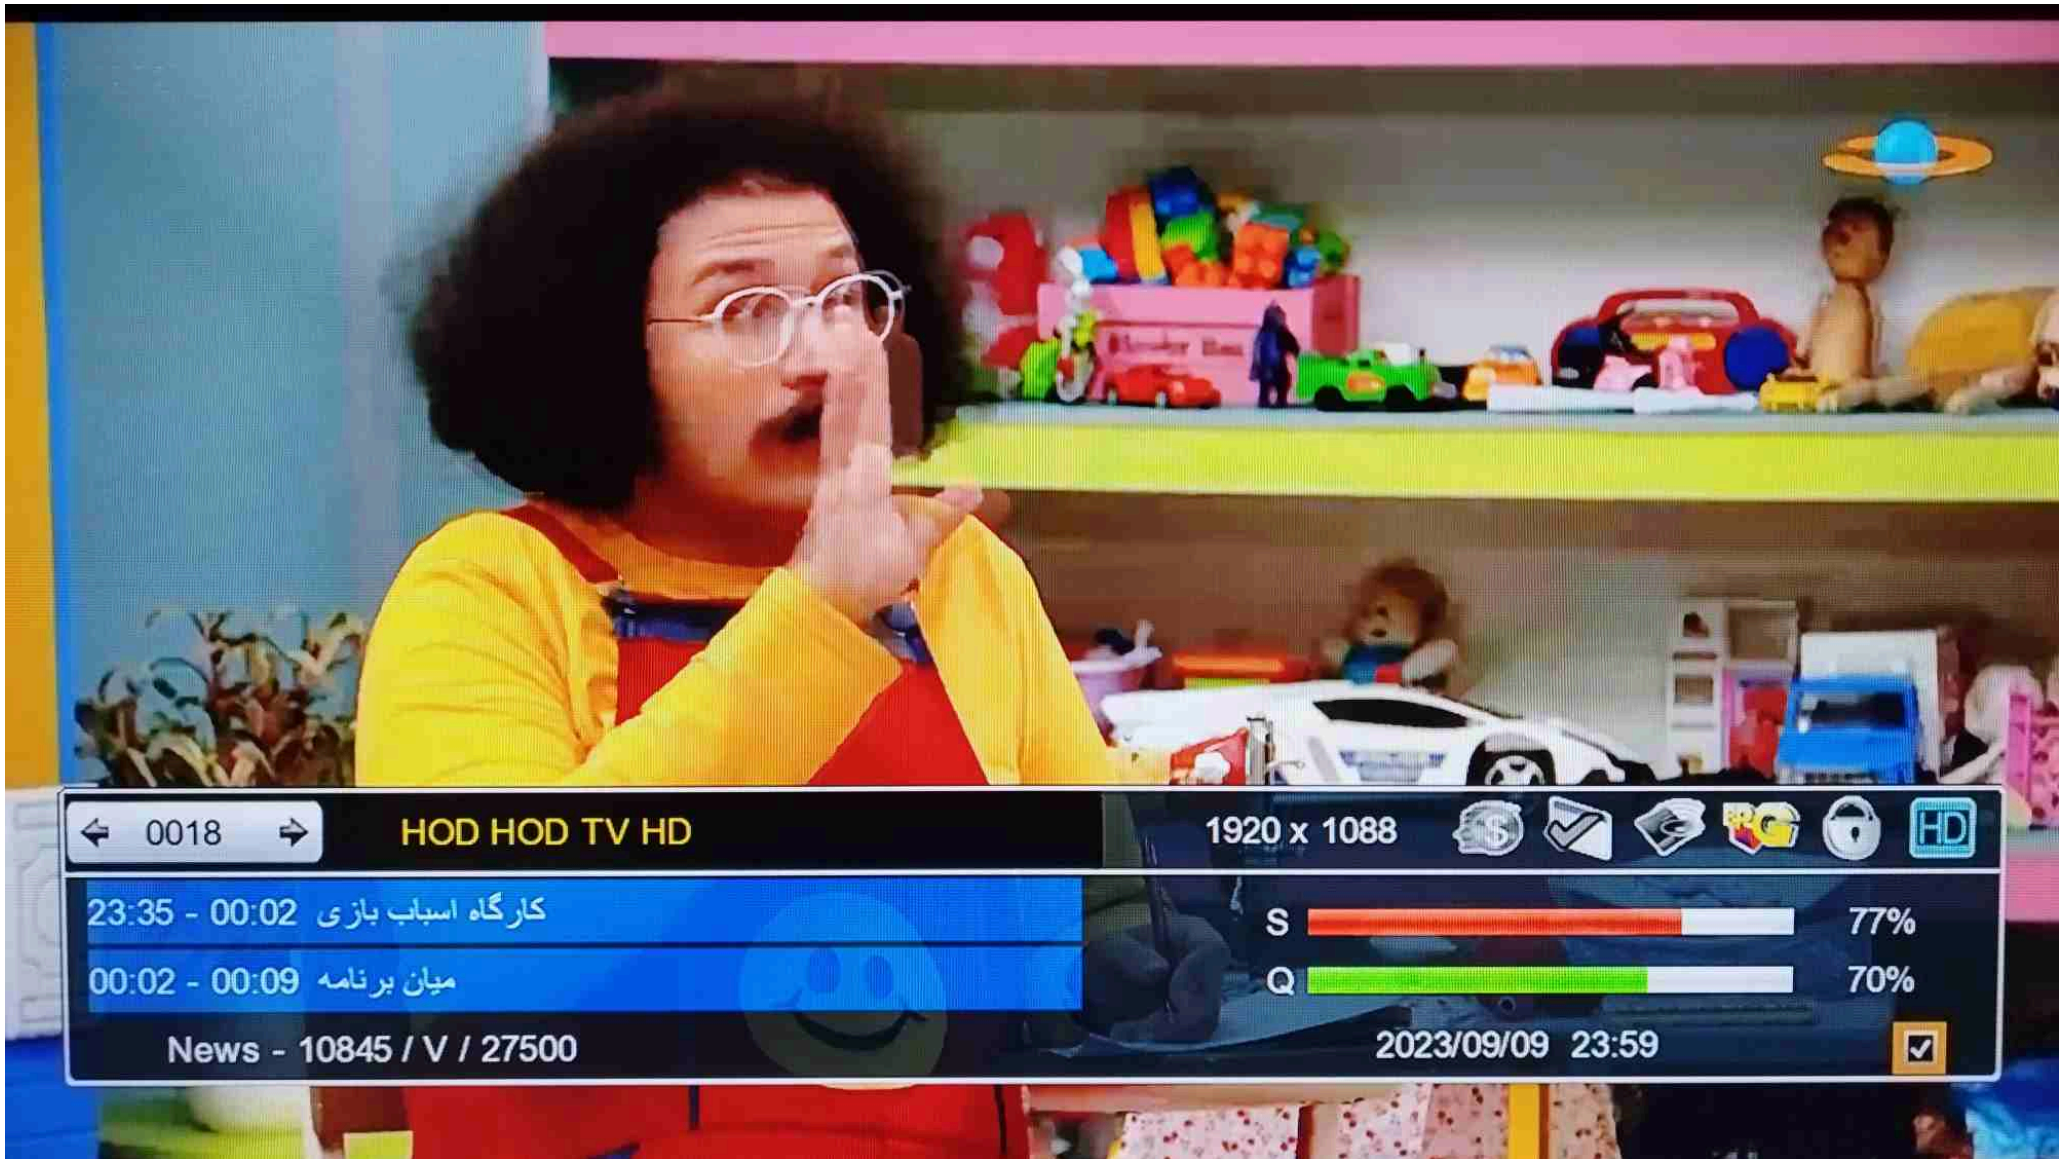 0018
HOD HOD TV HD
1920 x 1088
HD
23:35 - 00:02 کارگاه اسباب بازی
00:02 - 00:09 میان برنامه
S 77%
Q 70%
News - 10845 / V / 27500
2023/09/09 23:59